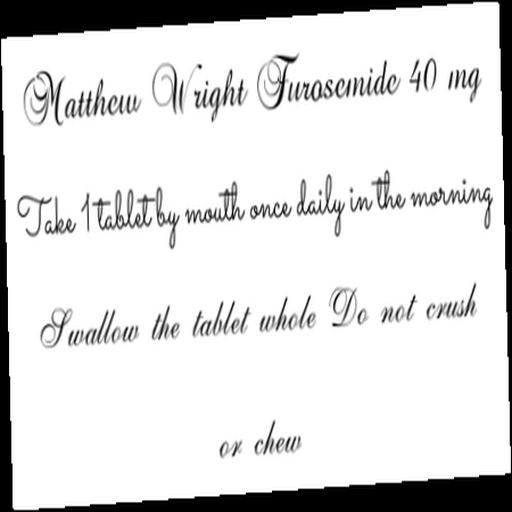 Matthew Wright Furosemide 40 mg
Take 1 tablet by mouth once daily in the morning
Swallow the tablet whole Do not crush
or chew